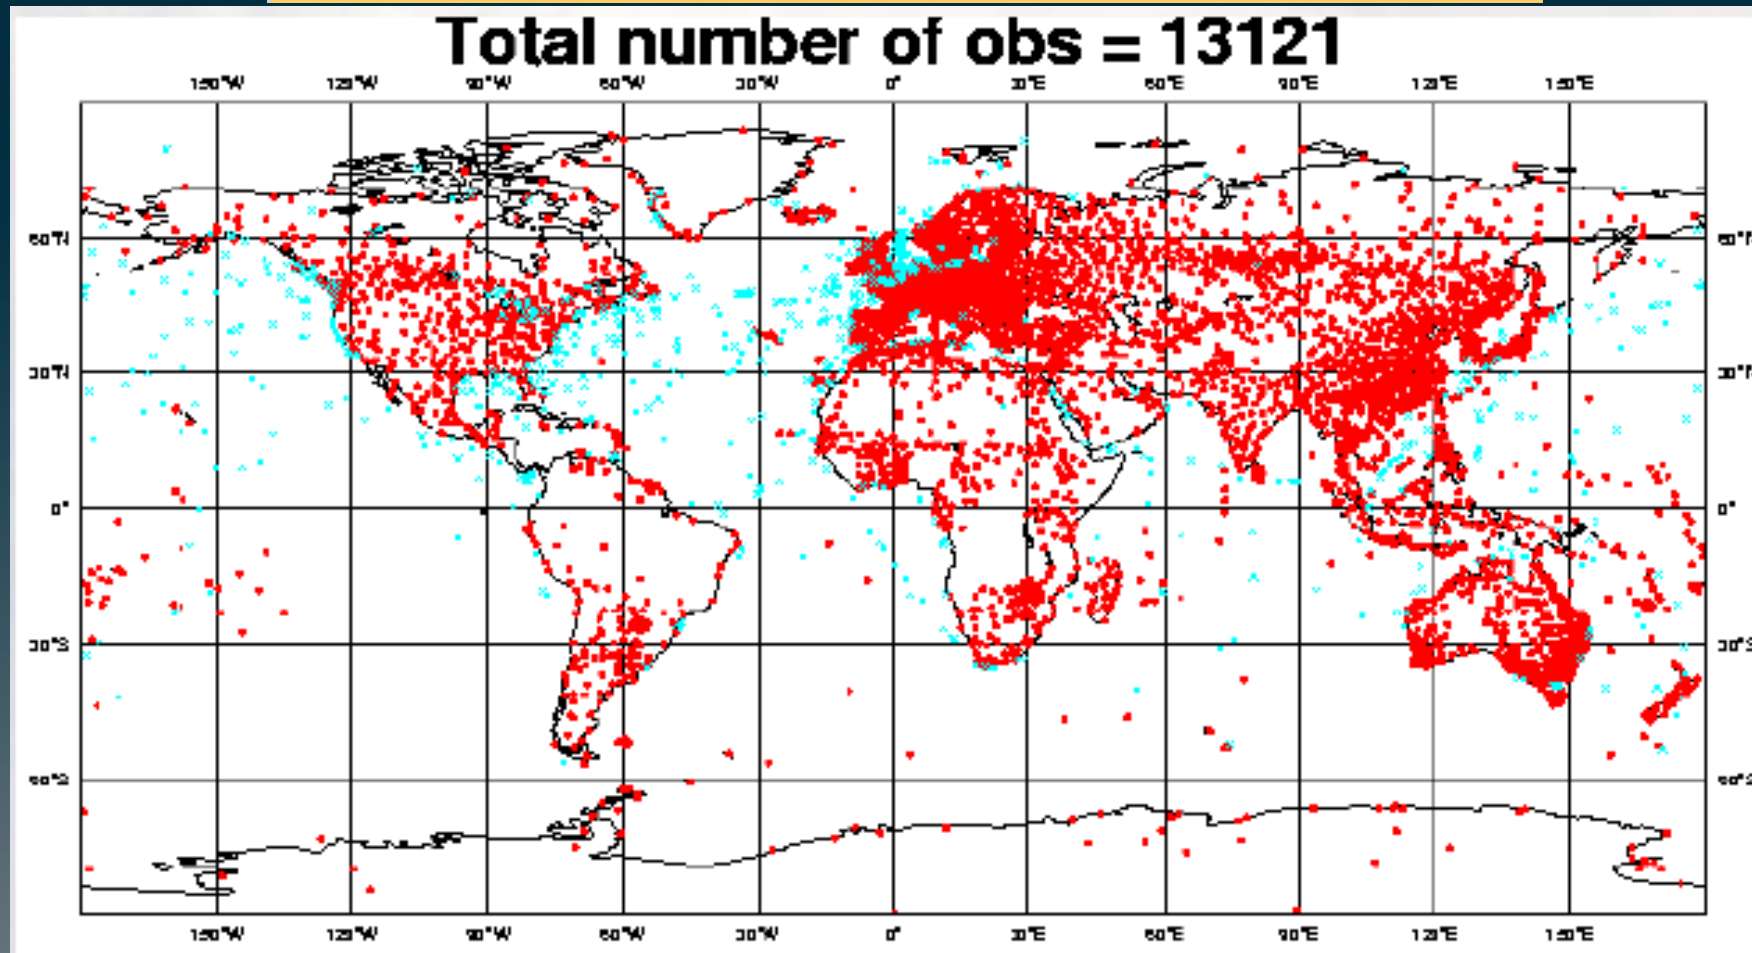 Total number of obs = 13121
150°W 120°W 90°W 60°W 30°W 0° 30°E 60°E 90°E 120°E 150°E
60°N 60°N
30°N 30°N
0° 0°
30°S 30°S
60°S 60°S
150°W 120°W 90°W 60°W 30°W 0° 30°E 60°E 90°E 120°E 150°E